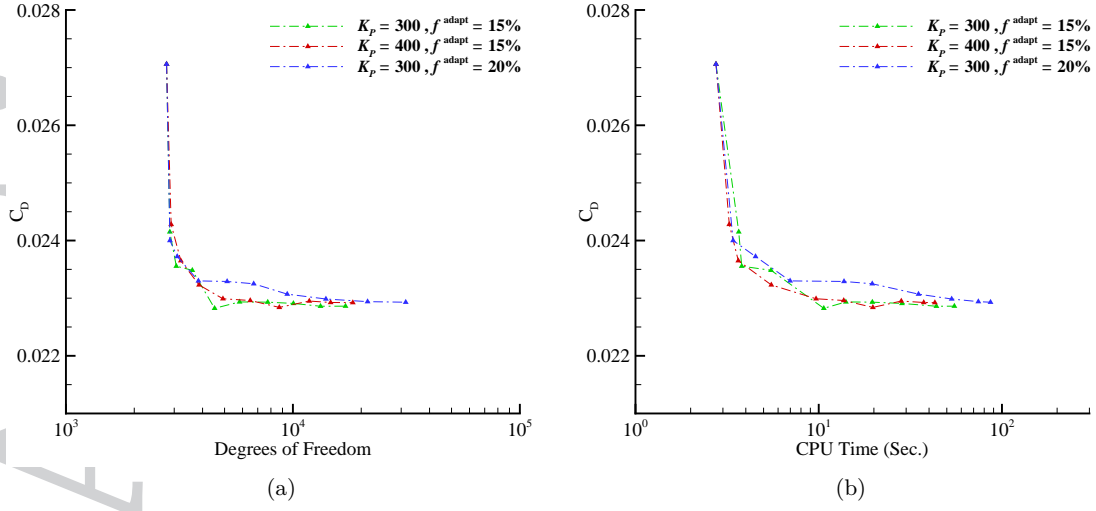 0.028
0.026
0.024
0.022
C_D
10^3
10^4
10^5
Degrees of Freedom
K_P = 300 , f^adapt = 15%
K_P = 400 , f^adapt = 15%
K_P = 300 , f^adapt = 20%
(a)
0.028
0.026
0.024
0.022
C_D
10^0
10^1
10^2
CPU Time (Sec.)
K_P = 300 , f^adapt = 15%
K_P = 400 , f^adapt = 15%
K_P = 300 , f^adapt = 20%
(b)